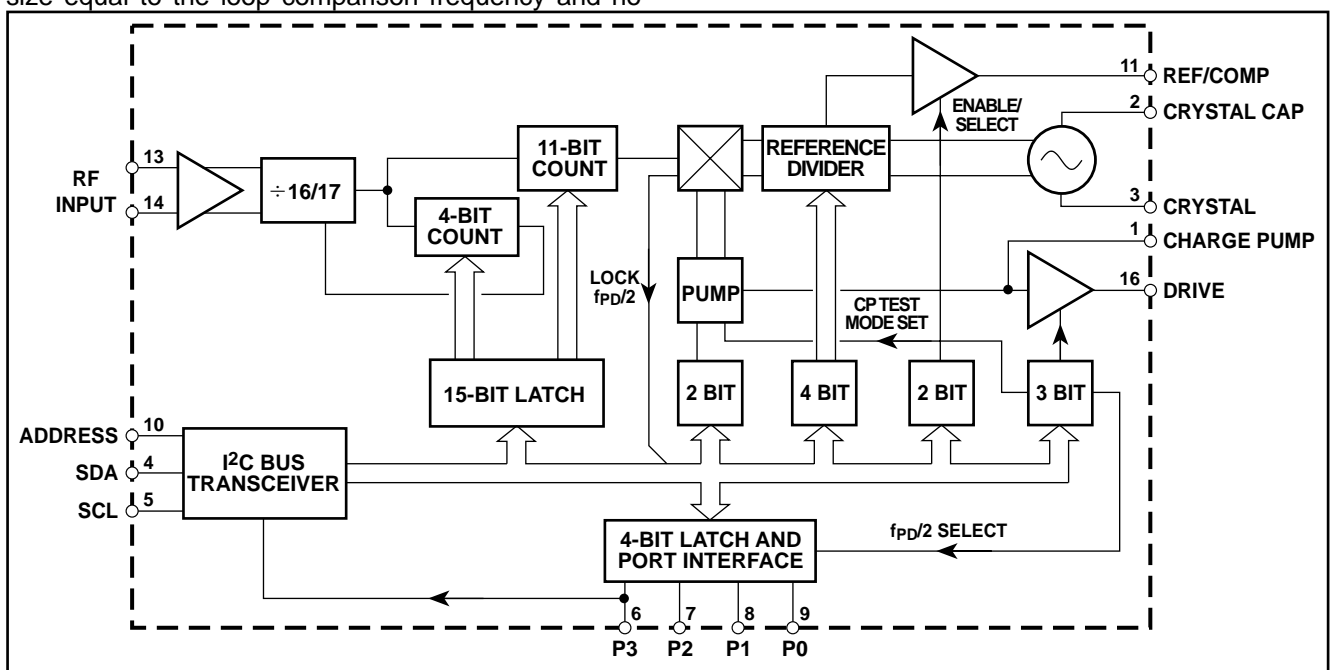 size equal to the loop comparison frequency and no
11
REF/COMP
ENABLE/
SELECT
2
CRYSTAL CAP
13
RF
INPUT
14
÷16/17
11-BIT
COUNT
REFERENCE
DIVIDER
4-BIT
COUNT
3
CRYSTAL
1
CHARGE PUMP
LOCK
fPD/2
PUMP
CP TEST
MODE SET
16
DRIVE
15-BIT LATCH
2 BIT
4 BIT
2 BIT
3 BIT
ADDRESS
10
SDA
4
SCL
5
I2C BUS
TRANSCEIVER
4-BIT LATCH AND
PORT INTERFACE
fPD/2 SELECT
6
7
8
9
P3
P2
P1
P0